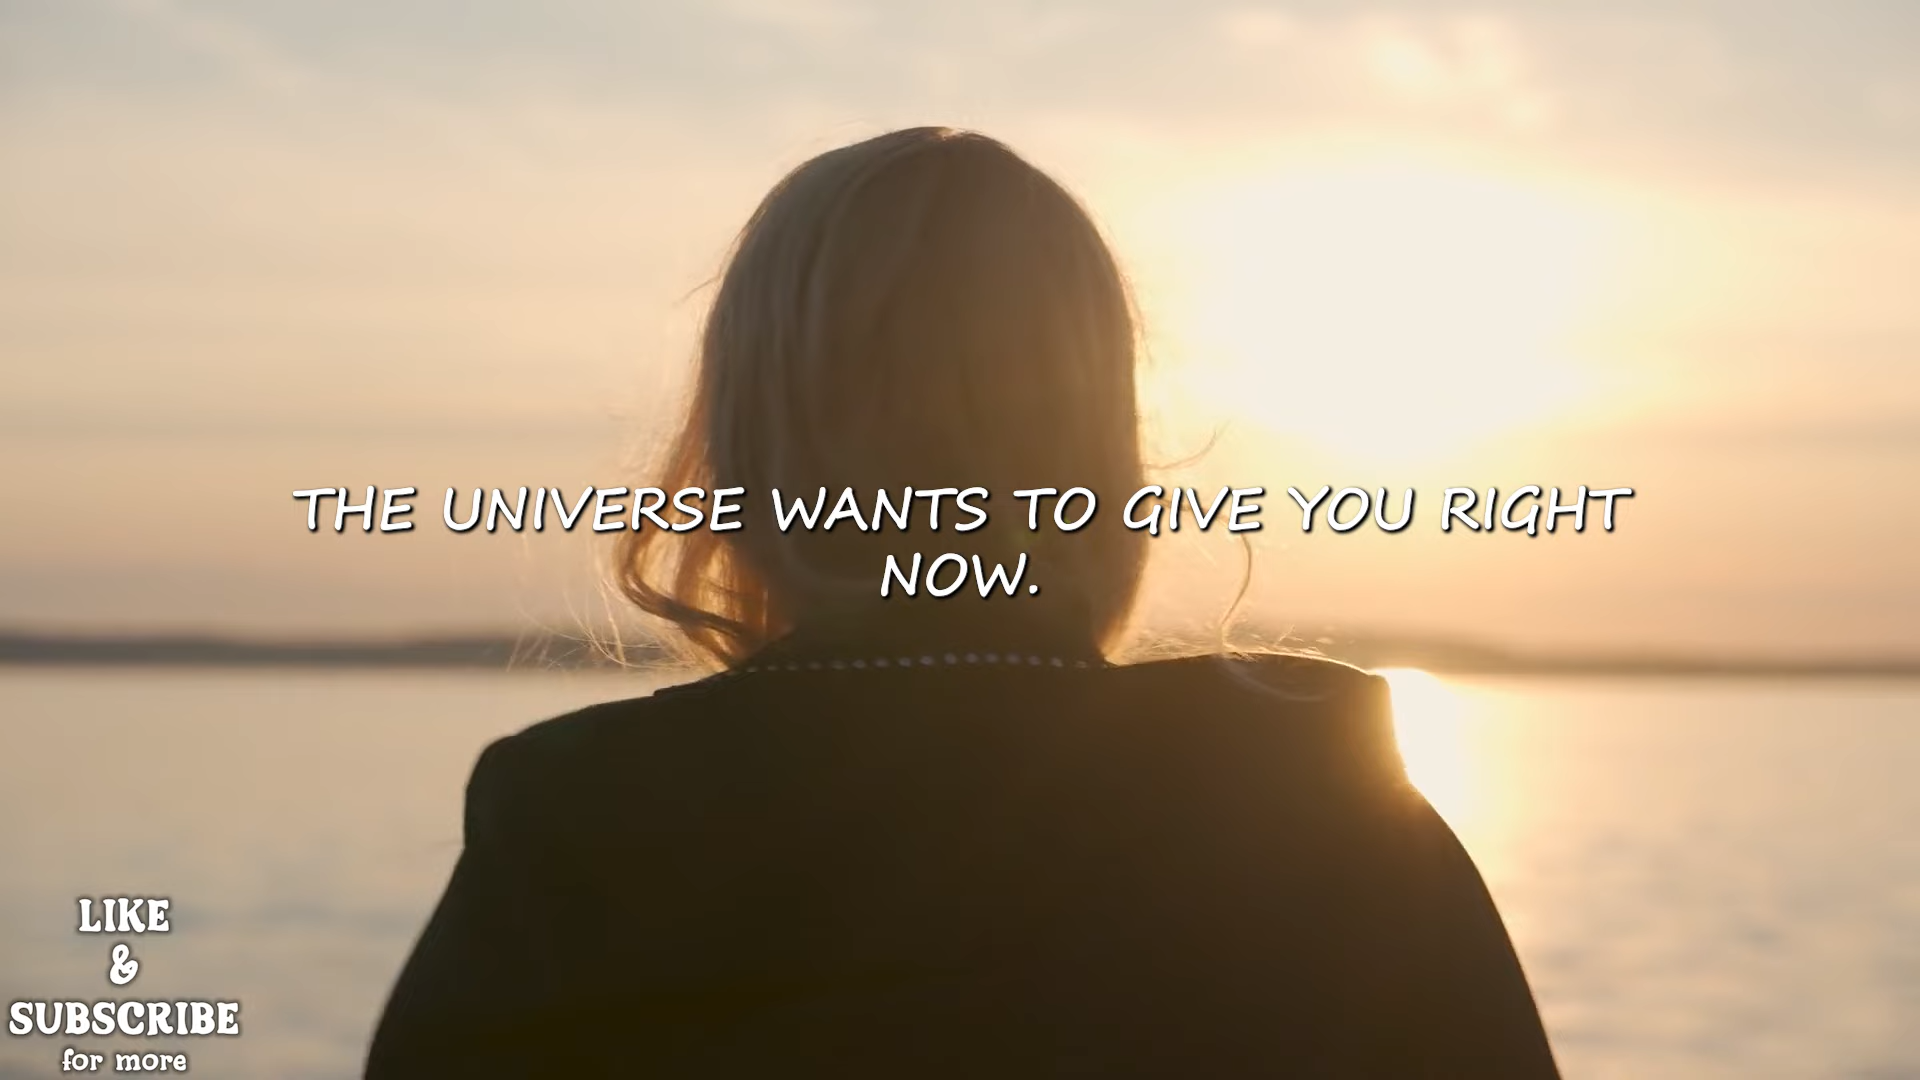 THE UNIVERSE WANTS TO GIVE YOU RIGHT
NOW.
LIKE
&
SUBSCRIBE
for more